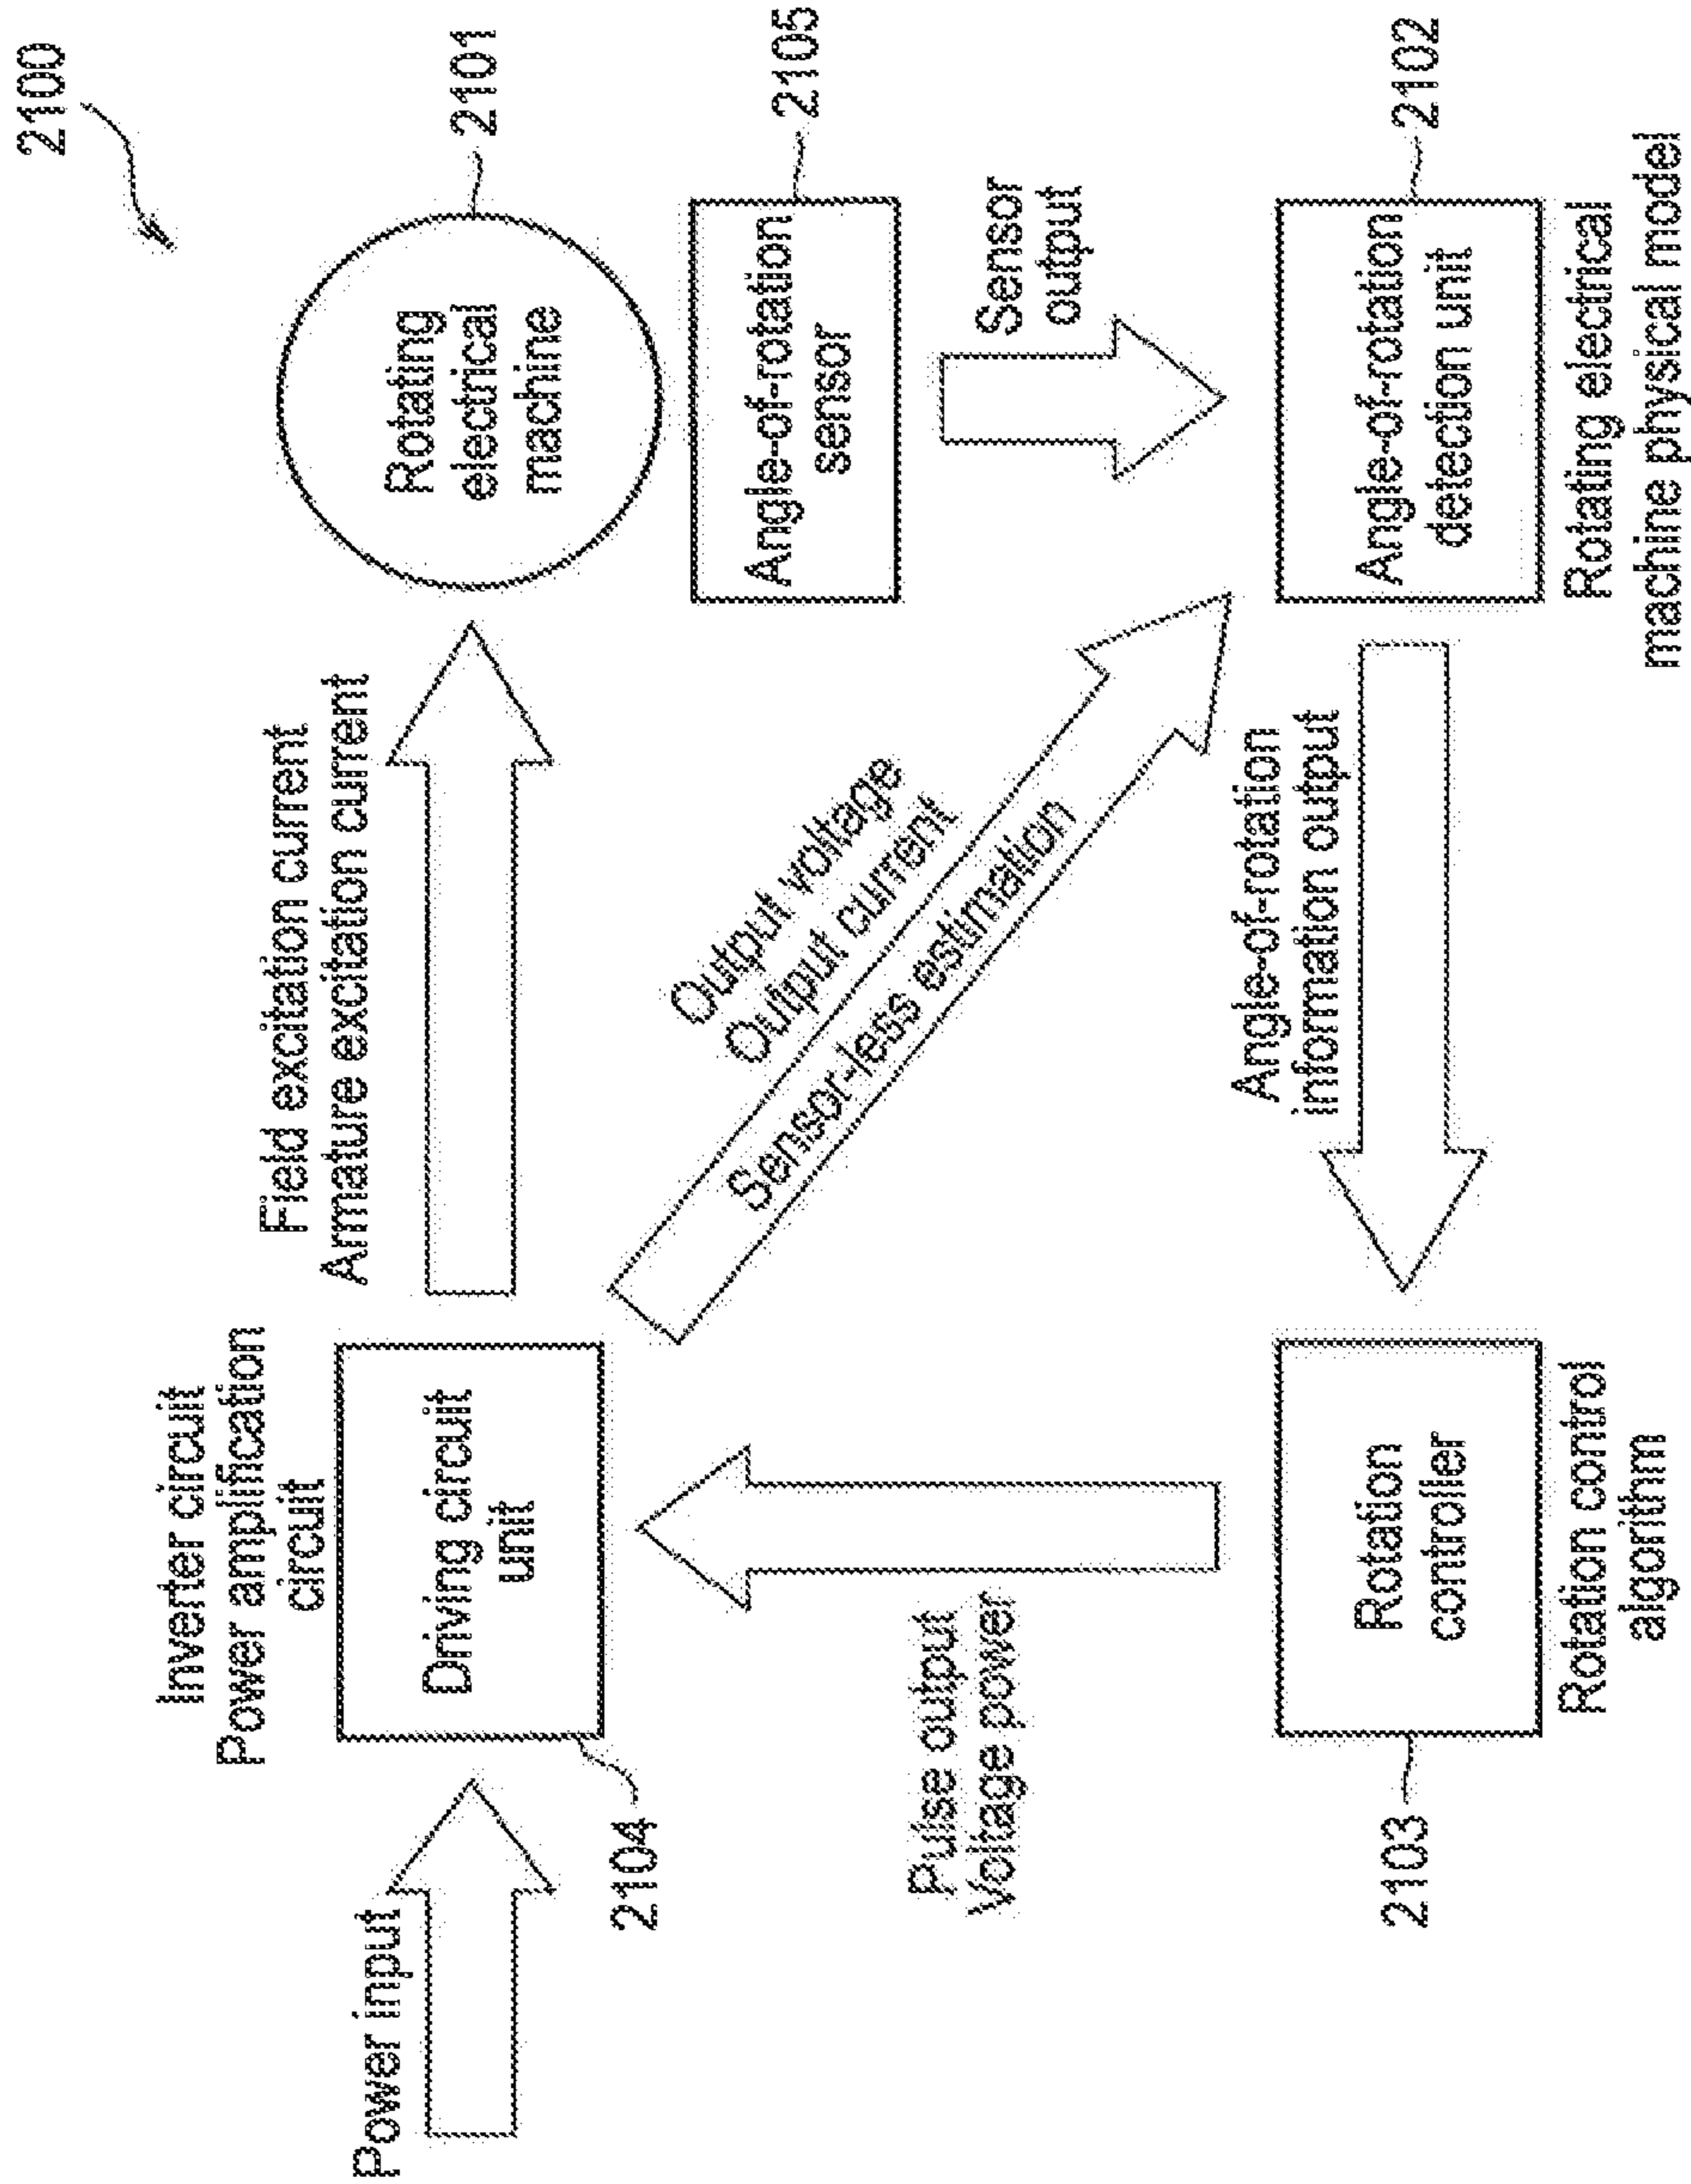 2100
Inverter circuit
Power amplification
circuit
Power input
Driving circuit
unit
2104
Field excitation current
Armature excitation current
Rotating
electrical
machine
2101
Angle-of-rotation
sensor
2105
Output voltage
Output current
Sensor-less estimation
Sensor
output
Pulse output
Voltage power
Rotation
controller
2103
Rotation control
algorithm
Angle-of-rotation
information output
Angle-of-rotation
detection unit
2102
Rotating electrical
machine physical model